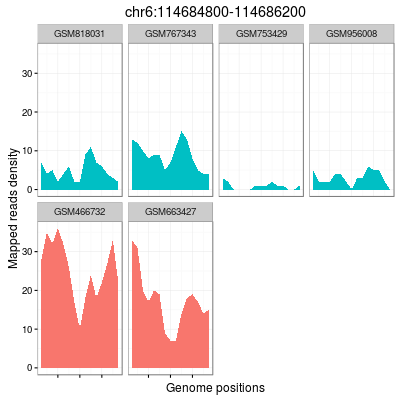 chr6:114684800-114686200
GSM818031 GSM767343 GSM753429 GSM956008
30
20
10
0
GSM466732 GSM663427
30
20
10
0
Mapped reads density
Genome positions